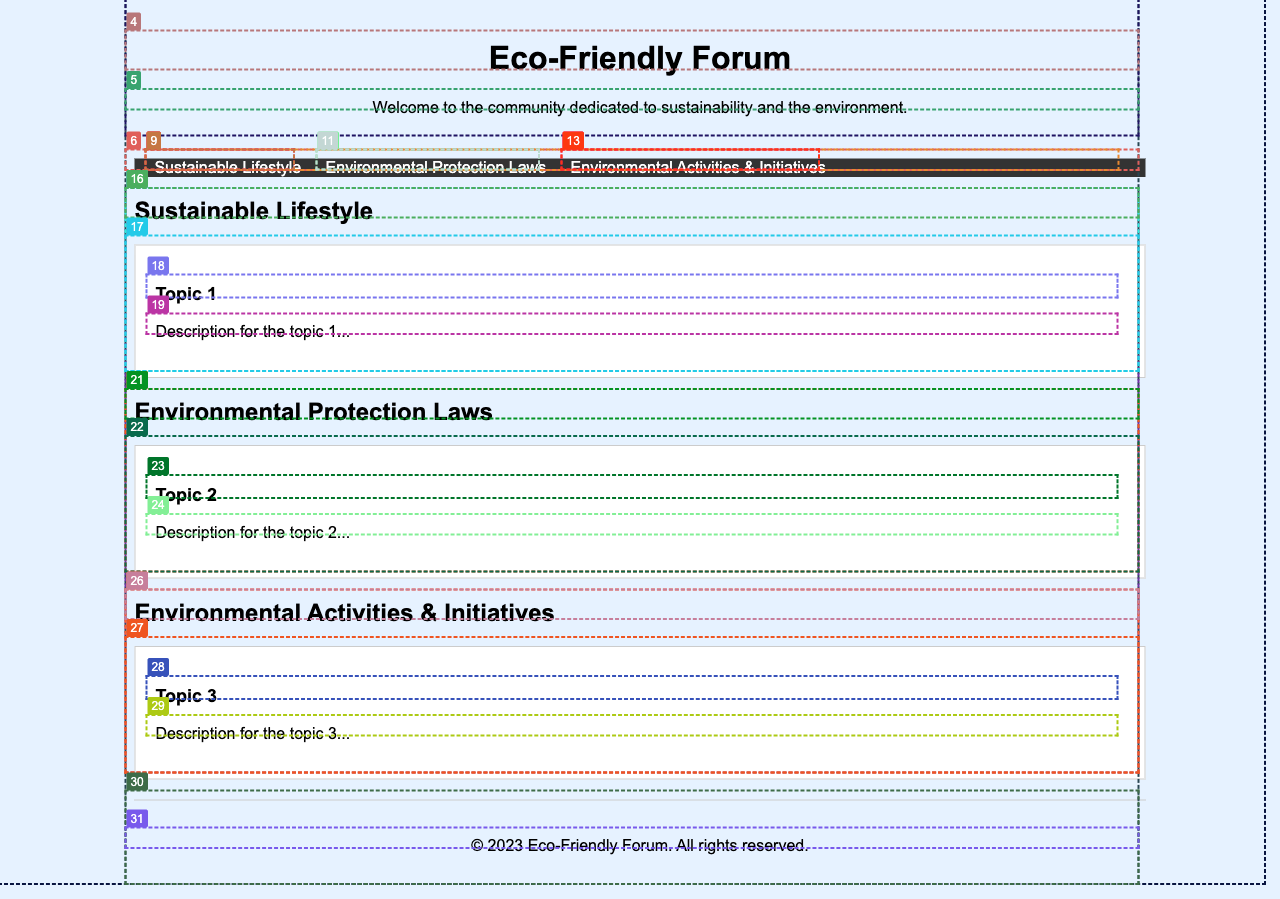 4
Eco-Friendly Forum
5
Welcome to the community dedicated to sustainability and the environment.
6 9 11 13
Sustainable Lifestyle Environmental Protection Laws Environmental Activities & Initiatives
16
Sustainable Lifestyle
17
18
Topic 1
19
Description for the topic 1...
21
Environmental Protection Laws
22
23
Topic 2
24
Description for the topic 2...
26
Environmental Activities & Initiatives
27
28
Topic 3
29
Description for the topic 3...
30
31
© 2023 Eco-Friendly Forum. All rights reserved.